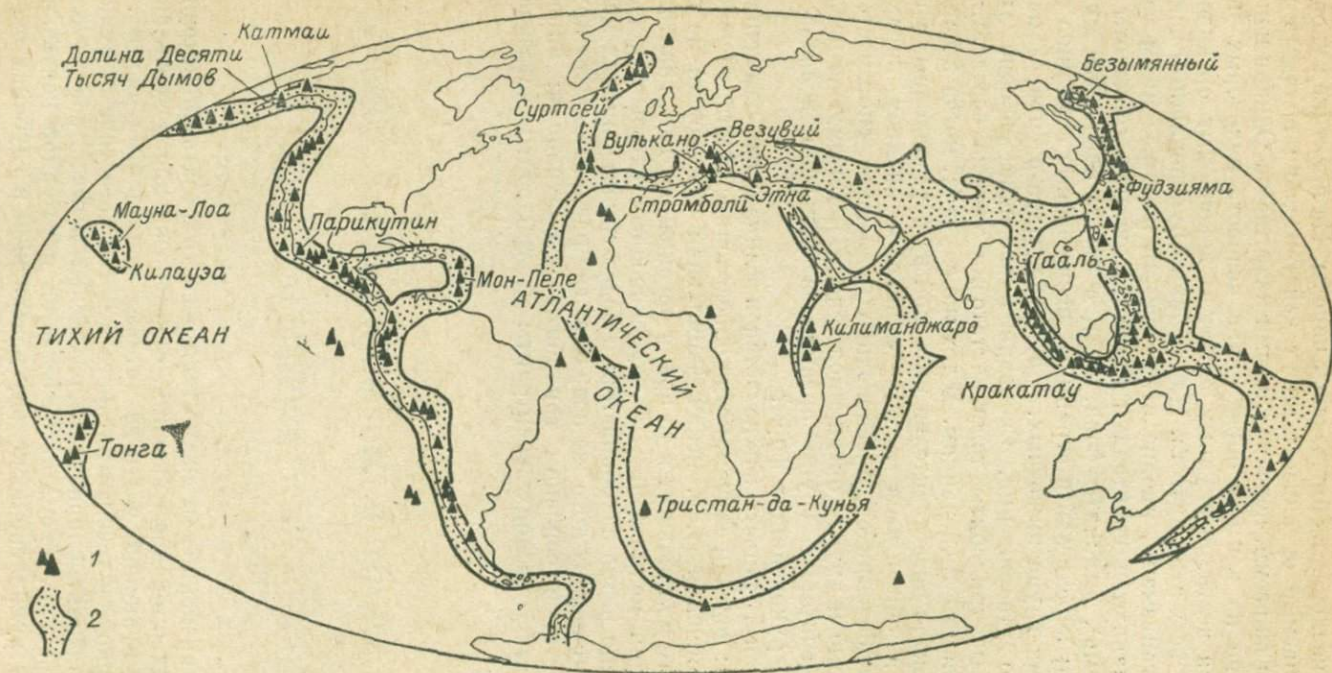 Катмаи
Долина Десяти
Тысяч Дымов
Безымянный
Суртсей
Вулькано
Везувий
Стромболи
Этна
Фудзияма
Мауна-Лоа
Килауэа
Парикутин
Мон-Пеле
Тааль
ТИХИЙ ОКЕАН
АТЛАНТИЧЕСКИЙ
ОКЕАН
Килиманджаро
Кракатау
Тонга
Тристан-да-Кунья
1
2